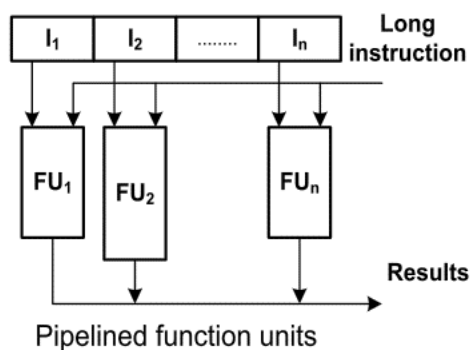 I1 I2 ........ In
Long
instruction
FU1 FU2 FUn
Results
Pipelined function units